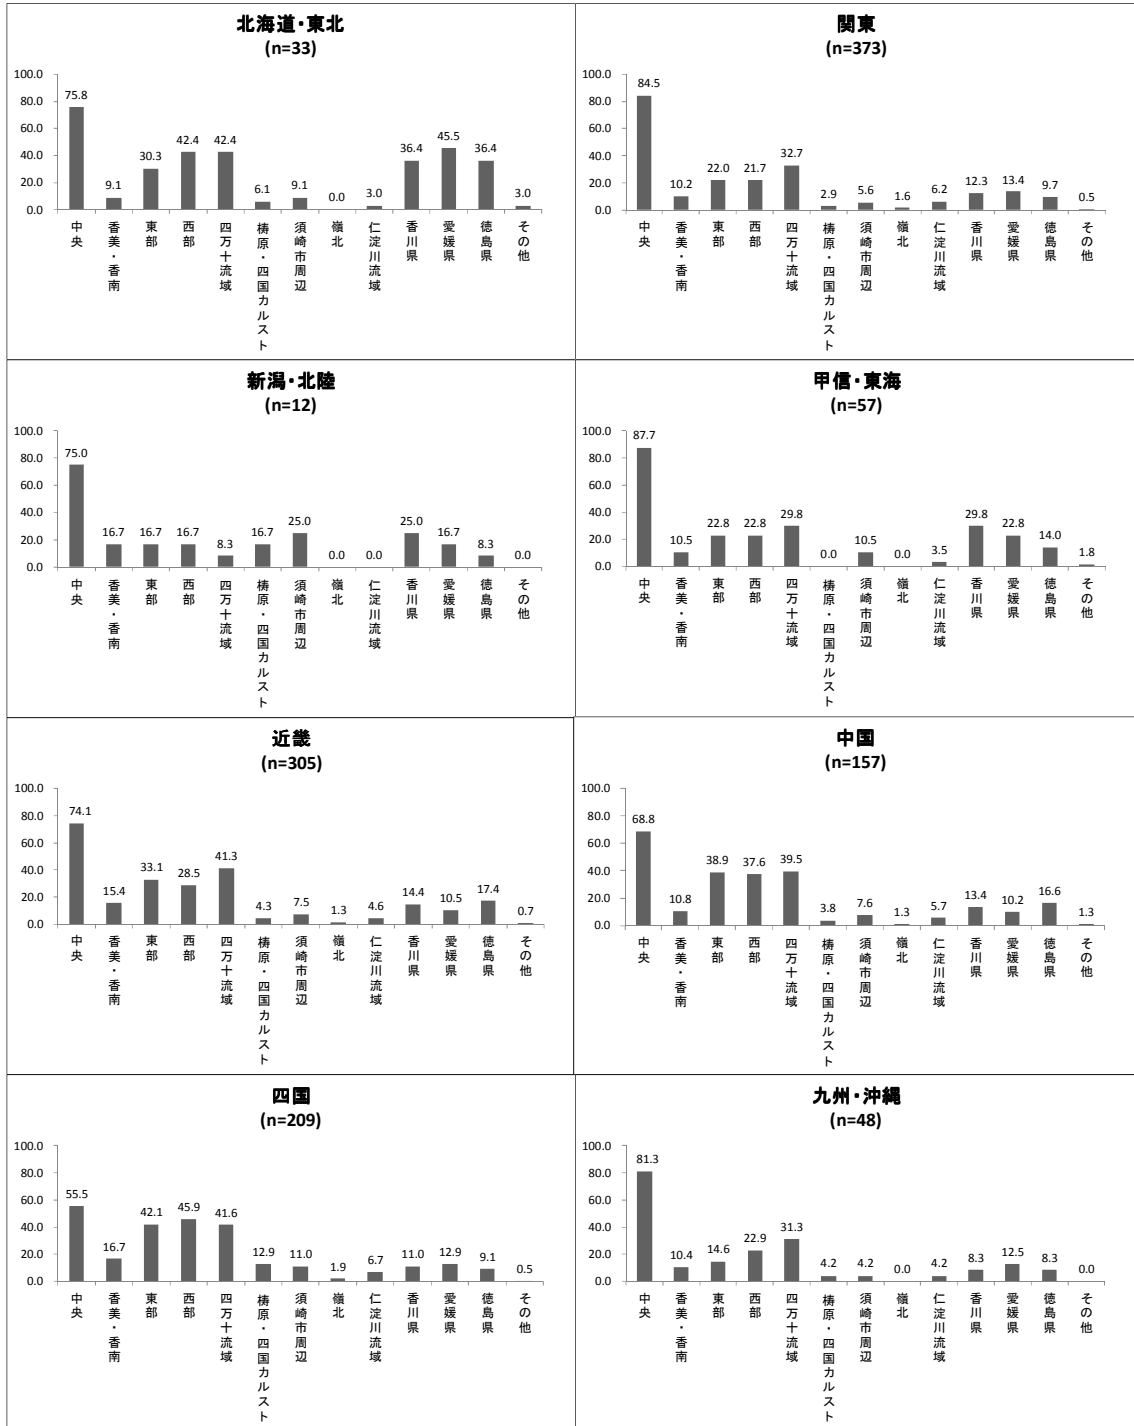 北海道・東北
(n=33)
100.0
80.0
60.0
40.0
20.0
0.0
75.8
9.1
30.3
42.4
42.4
6.1
9.1
0.0
3.0
36.4
45.5
36.4
3.0
中央
香美・香南
東部
西部
四万十流域
梼原・四国カルスト
須崎市周辺
嶺北
仁淀川流域
香川県
愛媛県
徳島県
その他
関東
(n=373)
100.0
80.0
60.0
40.0
20.0
0.0
84.5
10.2
22.0
21.7
32.7
2.9
5.6
1.6
6.2
12.3
13.4
9.7
0.5
中央
香美・香南
東部
西部
四万十流域
梼原・四国カルスト
須崎市周辺
嶺北
仁淀川流域
香川県
愛媛県
徳島県
その他
新潟・北陸
(n=12)
100.0
80.0
60.0
40.0
20.0
0.0
75.0
16.7
16.7
16.7
8.3
16.7
25.0
0.0
0.0
25.0
16.7
8.3
0.0
中央
香美・香南
東部
西部
四万十流域
梼原・四国カルスト
須崎市周辺
嶺北
仁淀川流域
香川県
愛媛県
徳島県
その他
甲信・東海
(n=57)
100.0
80.0
60.0
40.0
20.0
0.0
87.7
10.5
22.8
22.8
29.8
0.0
10.5
0.0
3.5
29.8
22.8
14.0
1.8
中央
香美・香南
東部
西部
四万十流域
梼原・四国カルスト
須崎市周辺
嶺北
仁淀川流域
香川県
愛媛県
徳島県
その他
近畿
(n=305)
100.0
80.0
60.0
40.0
20.0
0.0
74.1
15.4
33.1
28.5
41.3
4.3
7.5
1.3
4.6
14.4
10.5
17.4
0.7
中央
香美・香南
東部
西部
四万十流域
梼原・四国カルスト
須崎市周辺
嶺北
仁淀川流域
香川県
愛媛県
徳島県
その他
中国
(n=157)
100.0
80.0
60.0
40.0
20.0
0.0
68.8
10.8
38.9
37.6
39.5
3.8
7.6
1.3
5.7
13.4
10.2
16.6
1.3
中央
香美・香南
東部
西部
四万十流域
梼原・四国カルスト
須崎市周辺
嶺北
仁淀川流域
香川県
愛媛県
徳島県
その他
四国
(n=209)
100.0
80.0
60.0
40.0
20.0
0.0
55.5
16.7
42.1
45.9
41.6
12.9
11.0
1.9
6.7
11.0
12.9
9.1
0.5
中央
香美・香南
東部
西部
四万十流域
梼原・四国カルスト
須崎市周辺
嶺北
仁淀川流域
香川県
愛媛県
徳島県
その他
九州・沖縄
(n=48)
100.0
80.0
60.0
40.0
20.0
0.0
81.3
10.4
14.6
22.9
31.3
4.2
4.2
0.0
4.2
8.3
12.5
8.3
0.0
中央
香美・香南
東部
西部
四万十流域
梼原・四国カルスト
須崎市周辺
嶺北
仁淀川流域
香川県
愛媛県
徳島県
その他